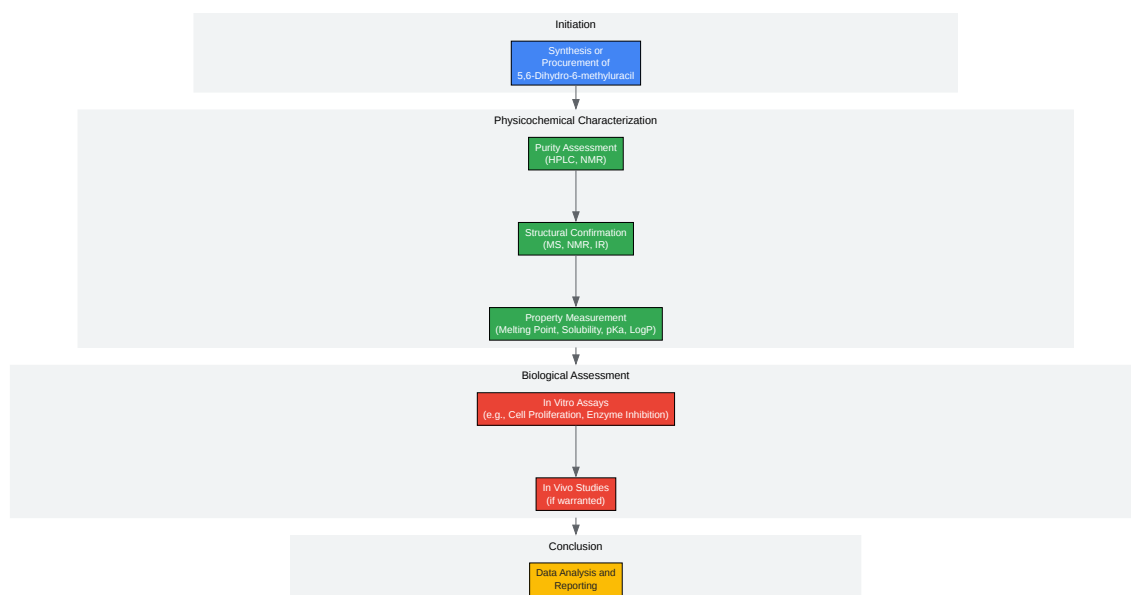 Initiation
Synthesis or
Procurement of
5,6-Dihydro-6-methyluracil
Physicochemical Characterization
Purity Assessment
(HPLC, NMR)
Structural Confirmation
(MS, NMR, IR)
Property Measurement
(Melting Point, Solubility, pKa, LogP)
Biological Assessment
In Vitro Assays
(e.g., Cell Proliferation, Enzyme Inhibition)
In Vivo Studies
(if warranted)
Conclusion
Data Analysis and
Reporting